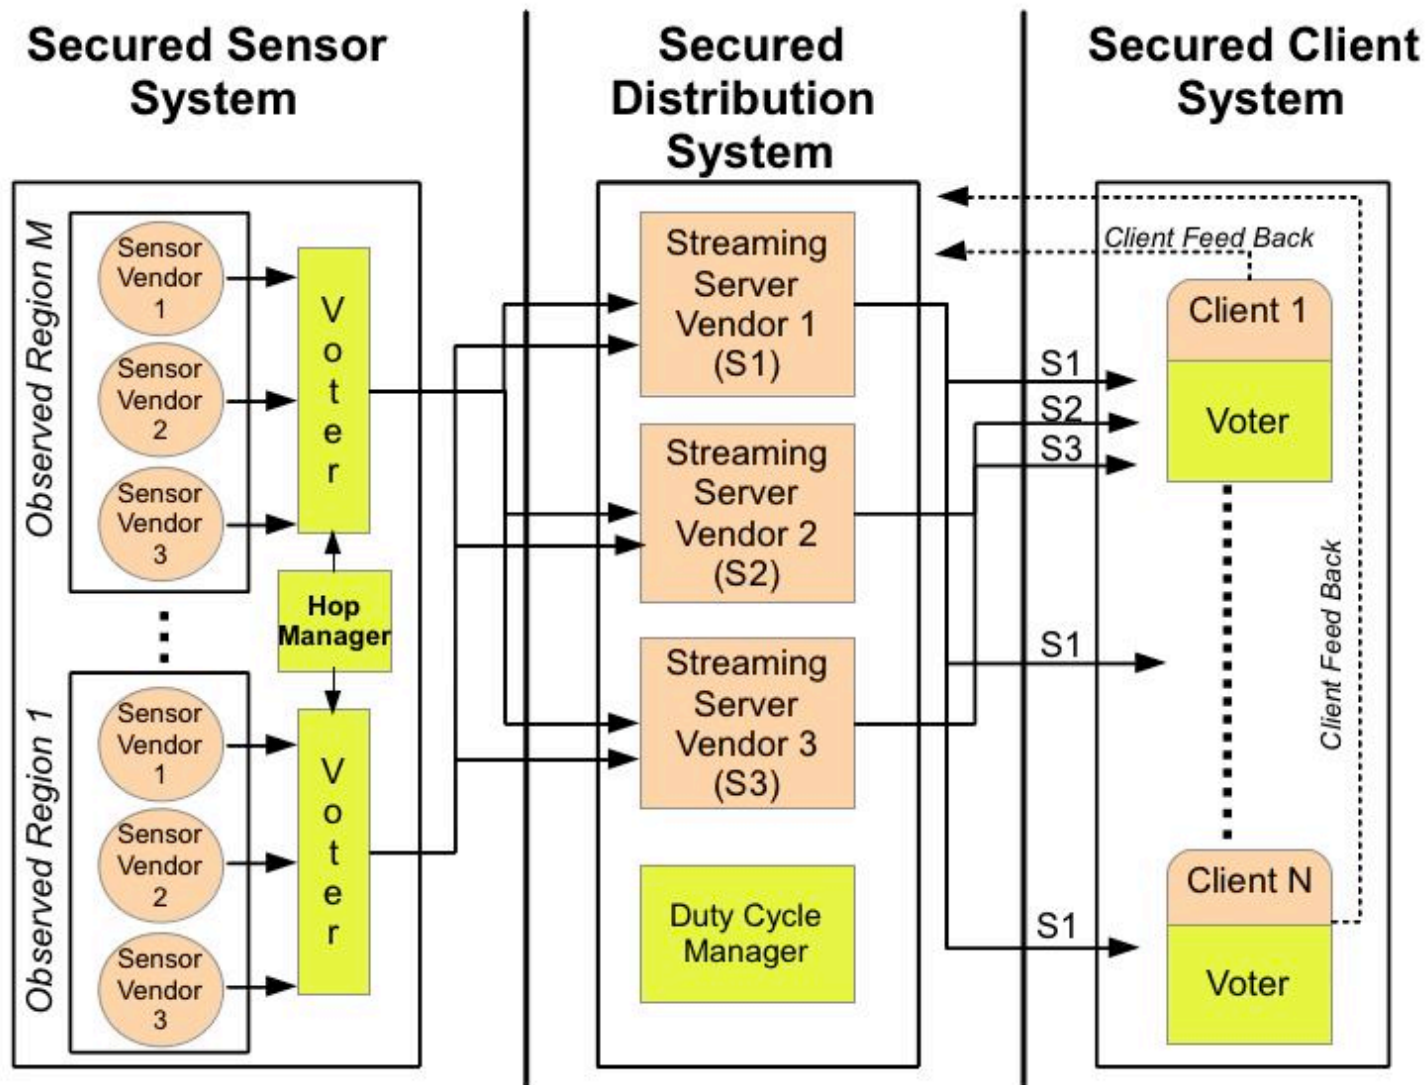 Secured Sensor
System
Secured
Distribution
System
Secured Client
System
Observed Region M
Sensor
Vendor
1
Sensor
Vendor
2
Sensor
Vendor
3
V
o
t
e
r
Hop
Manager
Observed Region 1
Sensor
Vendor
1
Sensor
Vendor
2
Sensor
Vendor
3
V
o
t
e
r
Streaming
Server
Vendor 1
(S1)
Streaming
Server
Vendor 2
(S2)
Streaming
Server
Vendor 3
(S3)
Duty Cycle
Manager
Client Feed Back
Client 1
Voter
S1
S2
S3
S1
Client Feed Back
S1
Client N
Voter